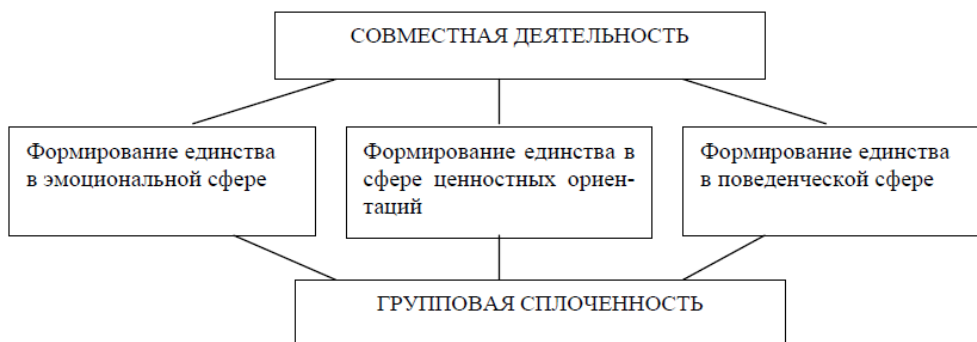 СОВМЕСТНАЯ ДЕЯТЕЛЬНОСТЬ
Формирование единства
в эмоциональной сфере
Формирование единства в
сфере ценностных ориен-
таций
Формирование единства
в поведенческой сфере
ГРУППОВАЯ СПЛОЧЕННОСТЬ